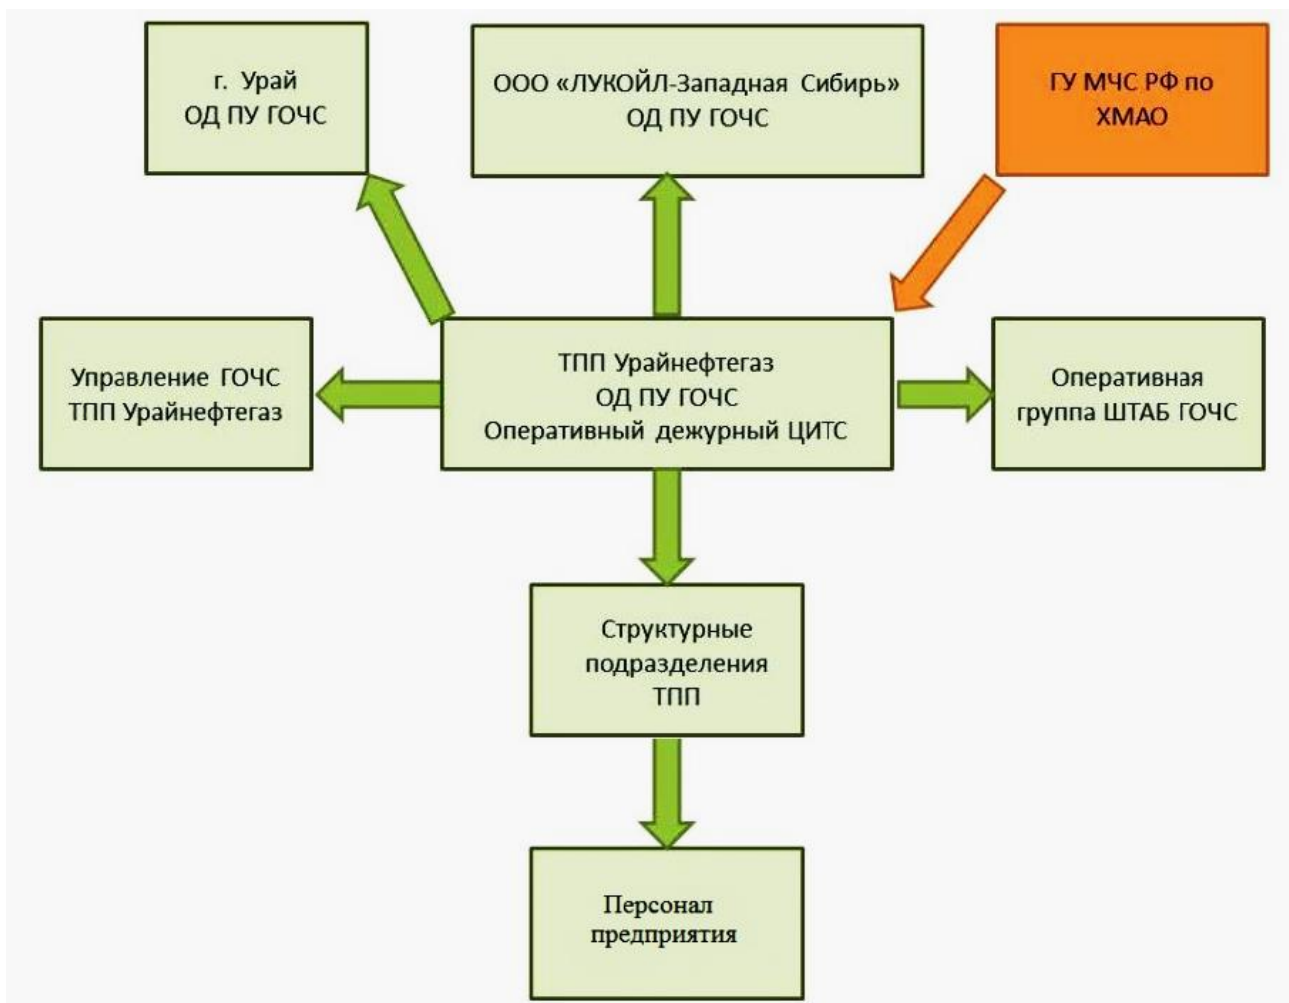 г. Урай
ОД ПУ ГОЧС
ООО «ЛУКОЙЛ-Западная Сибирь»
ОД ПУ ГОЧС
ГУ МЧС РФ по
ХМАО
Управление ГОЧС
ТПП Урайнефтегаз
ТПП Урайнефтегаз
ОД ПУ ГОЧС
Оперативный дежурный ЦИТС
Оперативная
группа ШТАБ ГОЧС
Структурные
подразделения
ТПП
Персонал
предприятия